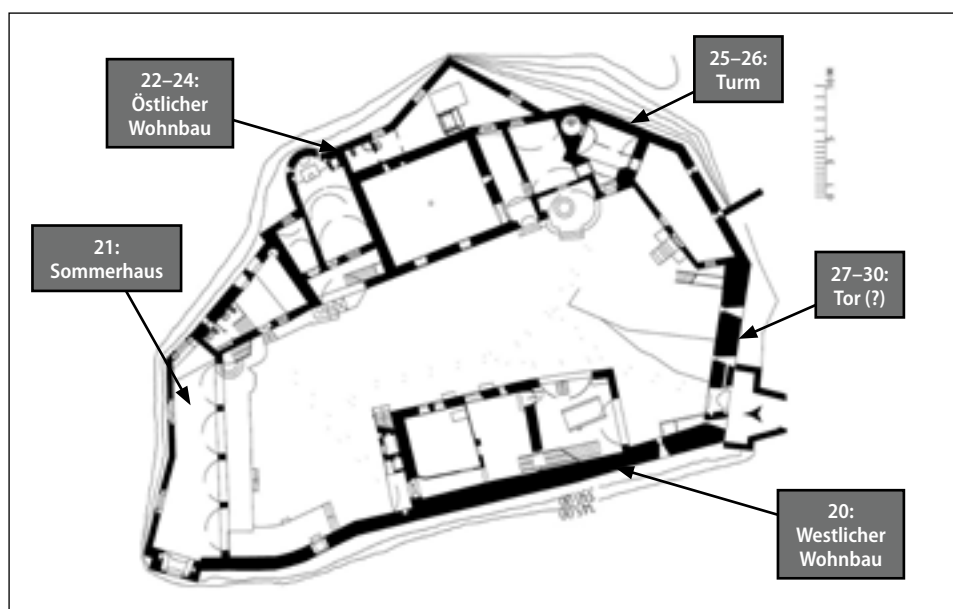 22–24:
Östlicher
Wohnbau
25–26:
Turm
21:
Sommerhaus
27–30:
Tor (?)
20:
Westlicher
Wohnbau